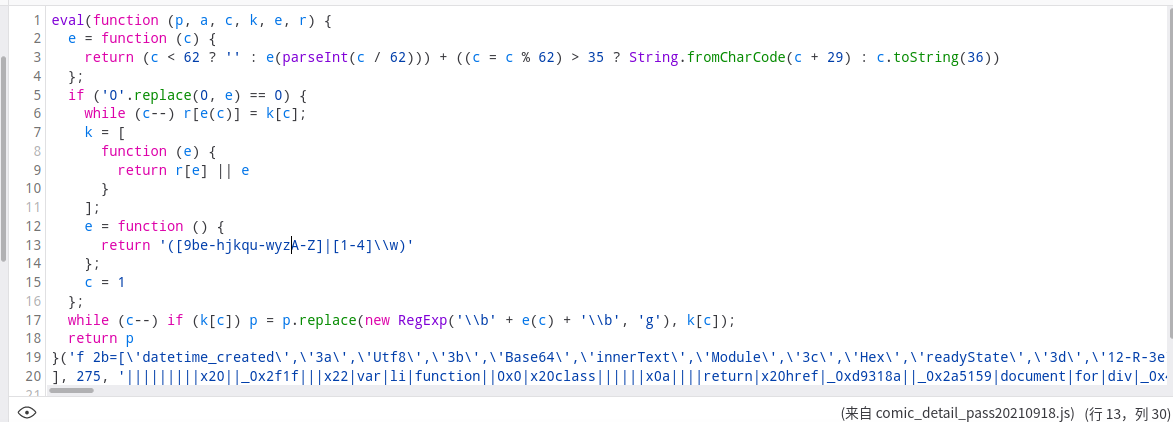 1 eval(function (p, a, c, k, e, r) {
2 e = function (c) {
3 return (c < 62 ? '' : e(parseInt(c / 62))) + ((c = c % 62) > 35 ? String.fromCharCode(c + 29) : c.toString(36))
4 };
5 if ('0'.replace(0, e) == 0) {
6 while (c--) r[e(c)] = k[c];
7 k = [
8 function (e) {
9 return r[e] || e
10 }
11 ];
12 e = function () {
13 return '([9be-hjkqu-wyzA-Z]|[1-4]\\w)'
14 };
15 c = 1
16 };
17 while (c--) if (k[c]) p = p.replace(new RegExp('\\b' + e(c) + '\\b', 'g'), k[c]);
18 return p
19 }('f 2b=[\'datetime_created\',\'3a\',\'Utf8\',\'3b\',\'Base64\',\'innerText\',\'Module\',\'3c\',\'Hex\',\'readyState\',\'3d\',\'12-R-3e
20 ], 275, '|||||||||x20||_0x2f1f|||x22|var|li|function||0x0|x20class||||||x0a||||return|x20href|_0xd9318a||_0x2a5159|document|for|div|_0x
(来自 comic_detail_pass20210918.js) (行 13，列 30)